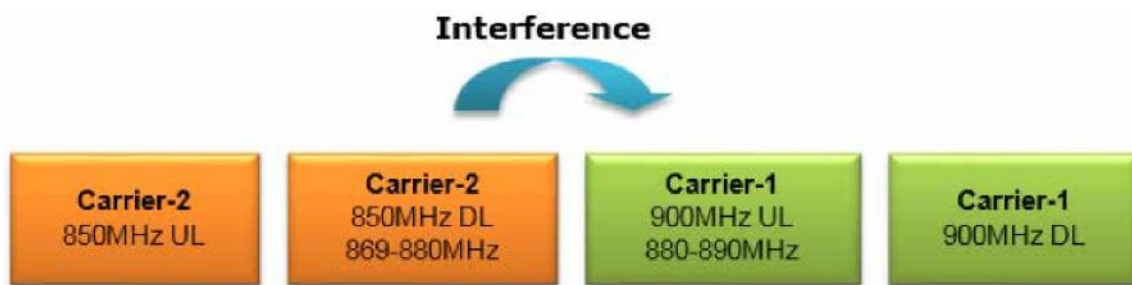 Interference
Carrier-2
850MHz UL
Carrier-2
850MHz DL
869-880MHz
Carrier-1
900MHz UL
880-890MHz
Carrier-1
900MHz DL